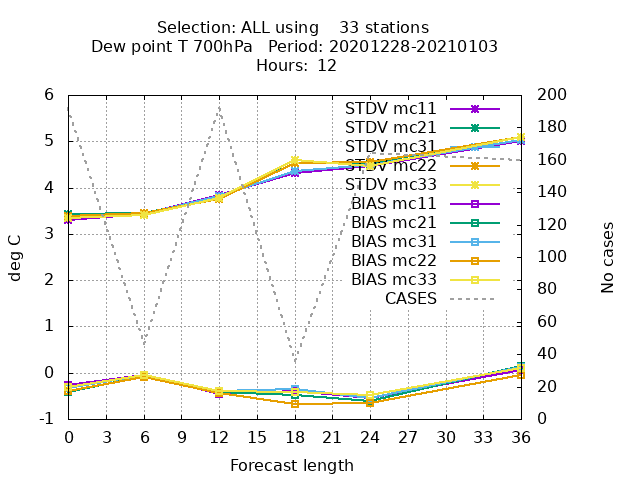 Selection: ALL using 33 stations
Dew point T 700hPa Period: 20201228-20210103
Hours: 12
6
5
4
3
2
1
0
-1
deg C
STDV mc11
STDV mc21
STDV mc31
STDV mc22
STDV mc33
BIAS mc11
BIAS mc21
BIAS mc31
BIAS mc22
BIAS mc33
CASES
200
180
160
140
120
100
80
60
40
20
0
No cases
0 3 6 9 12 15 18 21 24 27 30 33 36
Forecast length